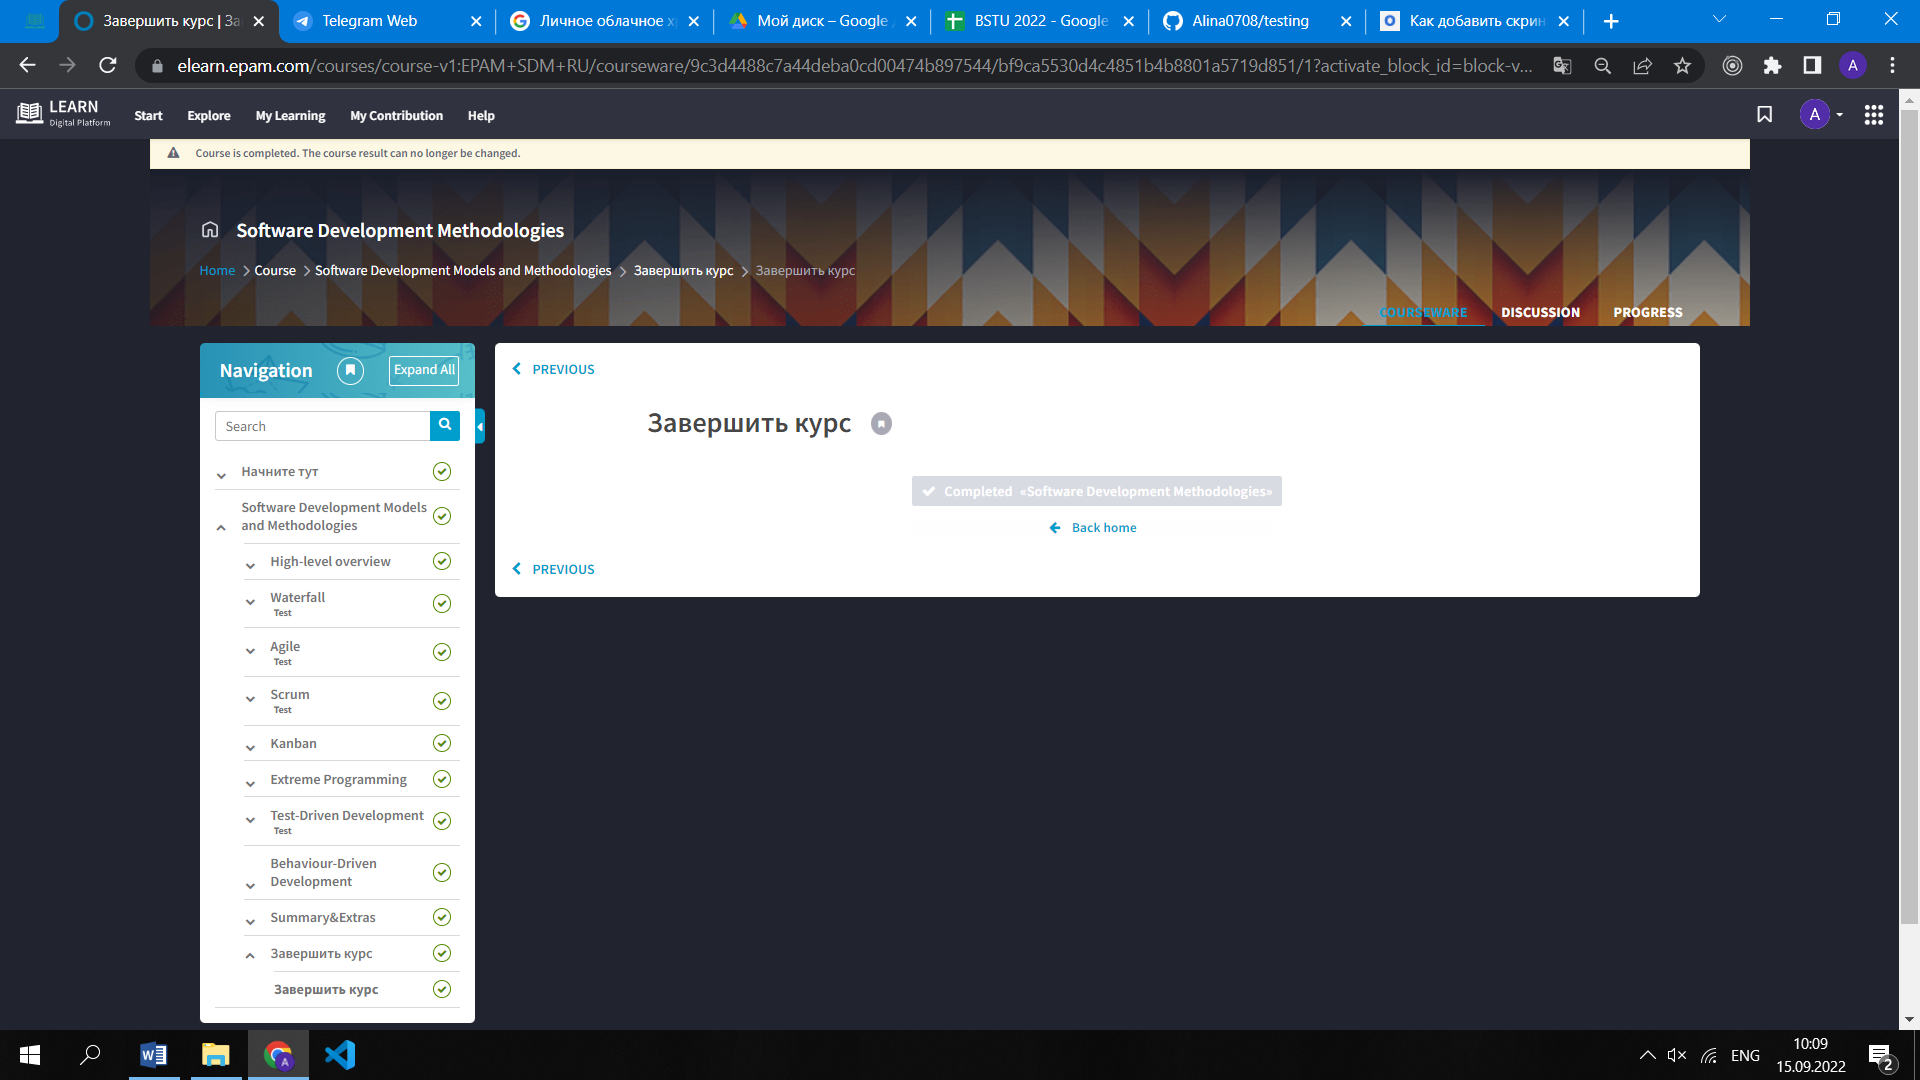 Завершить курс | За
Telegram Web
Личное облачное х
Мой диск – Google
BSTU 2022 - Google
Alina0708/testing
Как добавить скрин
elearn.epam.com/courses/course-v1:EPAM+SDM+RU/courseware/9c3d4488c7a44deba0cd00474b897544/bf9ca5530d4c4851b4b8801a5719d851/1?activate_block_id=block-v...
A
LEARN
Digital Platform
Start
Explore
My Learning
My Contribution
Help
A
Course is completed. The course result can no longer be changed.
Software Development Methodologies
Home > Course > Software Development Models and Methodologies > Завершить курс > Завершить курс
COURSEWARE
DISCUSSION
PROGRESS
Navigation
Expand All
Search
Начните тут
Software Development Models
and Methodologies
High-level overview
Waterfall
Test
Agile
Test
Scrum
Test
Kanban
Extreme Programming
Test-Driven Development
Test
Behaviour-Driven
Development
Summary&Extras
Завершить курс
Завершить курс
PREVIOUS
Завершить курс
Completed «Software Development Methodologies»
Back home
PREVIOUS
ENG
10:09
15.09.2022
2